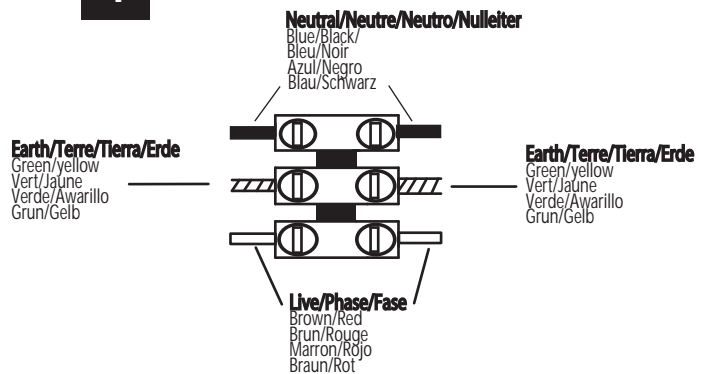 Neutral/Neutre/Neutro/Nulleiter
Blue/Black/
Bleu/Noir
Azul/Negro
Blau/Schwarz
Earth/Terre/Tierra/Erde
Green/yellow
Vert/Jaune
Verde/Awarillo
Grun/Gelb
Earth/Terre/Tierra/Erde
Green/yellow
Vert/Jaune
Verde/Awarillo
Grun/Gelb
Live/Phase/Fase
Brown/Red
Brun/Rouge
Marron/Rojo
Braun/Rot